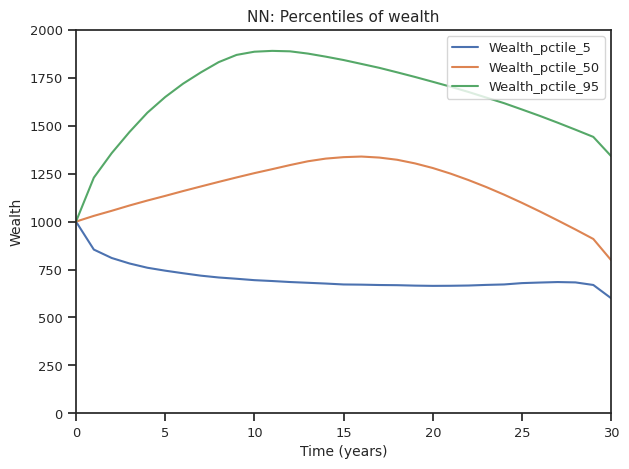 NN: Percentiles of wealth
Wealth_pctile_5
Wealth_pctile_50
Wealth_pctile_95
Wealth
2000
1750
1500
1250
1000
750
500
250
0
0 5 10 15 20 25 30
Time (years)